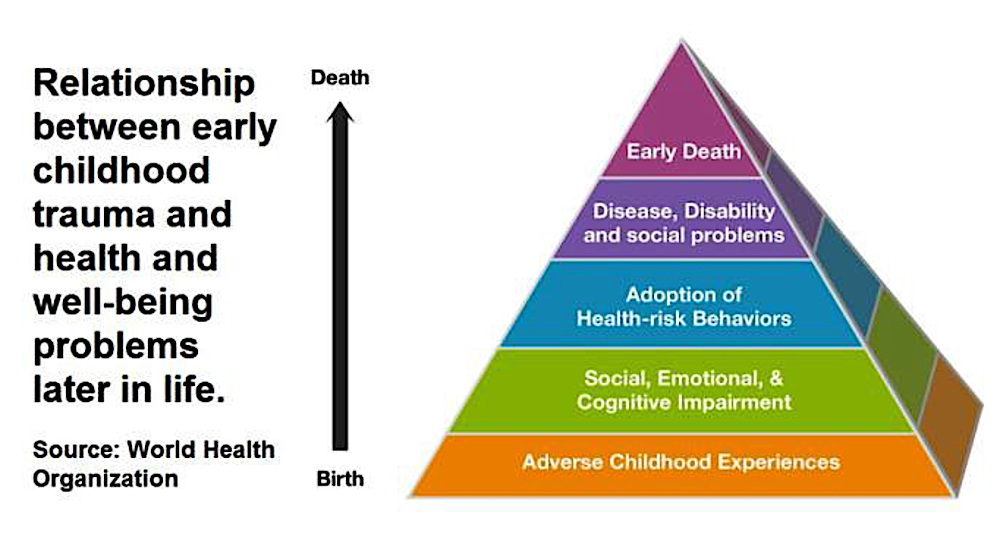 Relationship
between early
childhood
trauma and
health and
well-being
problems
later in life.
Source: World Health
Organization
Death
Birth
Early Death
Disease, Disability
and social problems
Adoption of
Health-risk Behaviors
Social, Emotional, &
Cognitive Impairment
Adverse Childhood Experiences